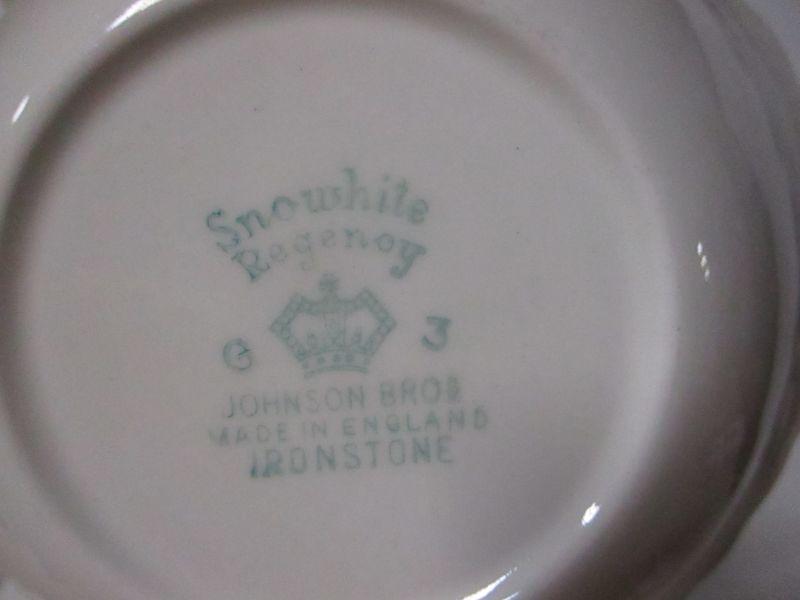 Snowhite
Regency
G 3
JOHNSON BROS
MADE IN ENGLAND
IRONSTONE